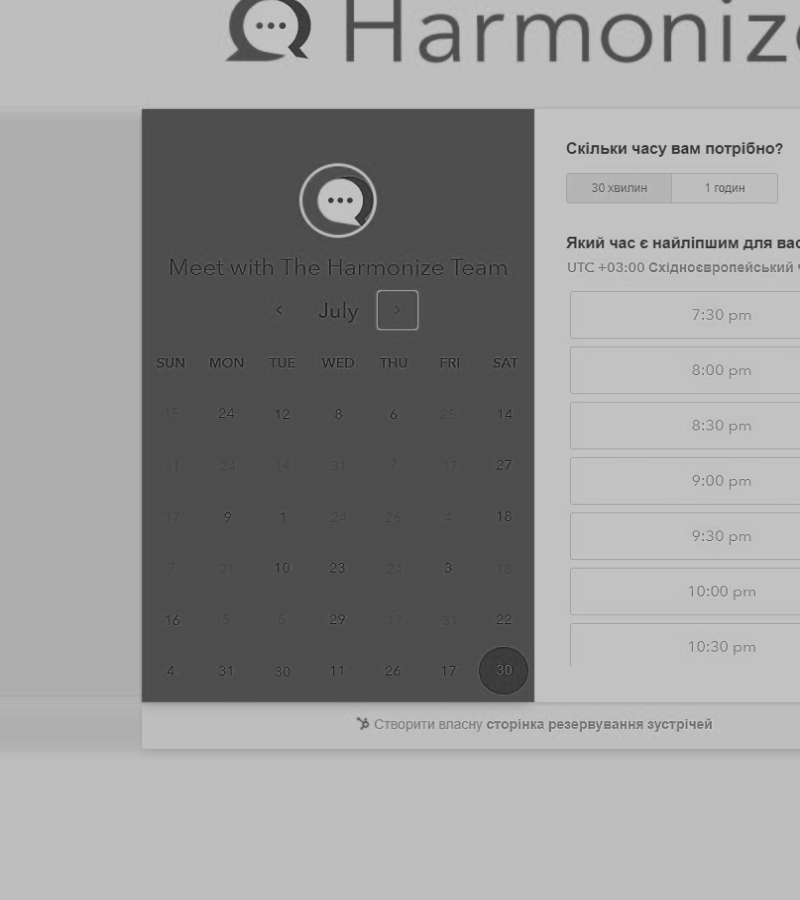 Harmonize
Meet with The Harmonize Team
July
SUN MON TUE WED THU FRI SAT
15 24 12 8 6 25 14
31 24 14 31 7 17 27
17 9 1 24 26 4 18
7 21 10 23 24 3 18
16 5 5 29 17 31 22
4 31 30 11 26 17 30
Скільки часу вам потрібно?
30 хвилин 1 годин
Який час є найліпшим для вас
UTC +03:00 Східноєвропейський
7:30 pm
8:00 pm
8:30 pm
9:00 pm
9:30 pm
10:00 pm
10:30 pm
Створити власну сторінка резервування зустрічей